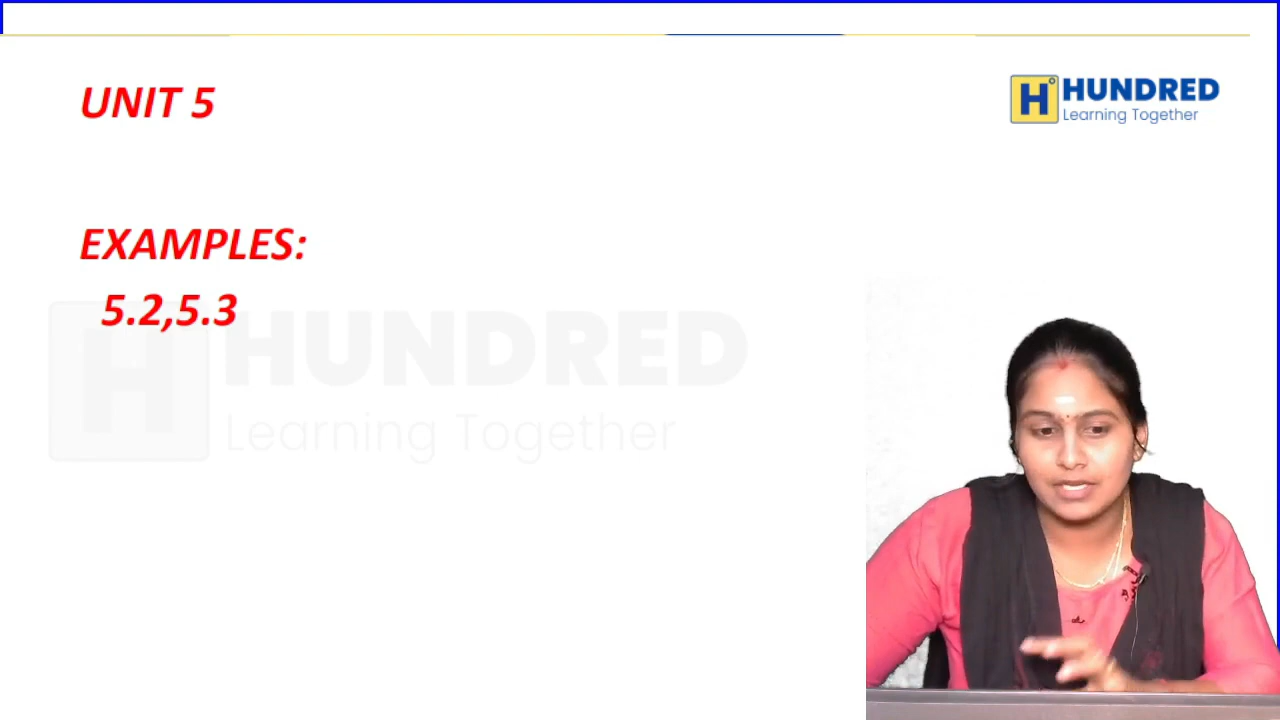 UNIT 5
HUNDRED
Learning Together
EXAMPLES:
5.2,5.3
HUNDRED
Learning Together